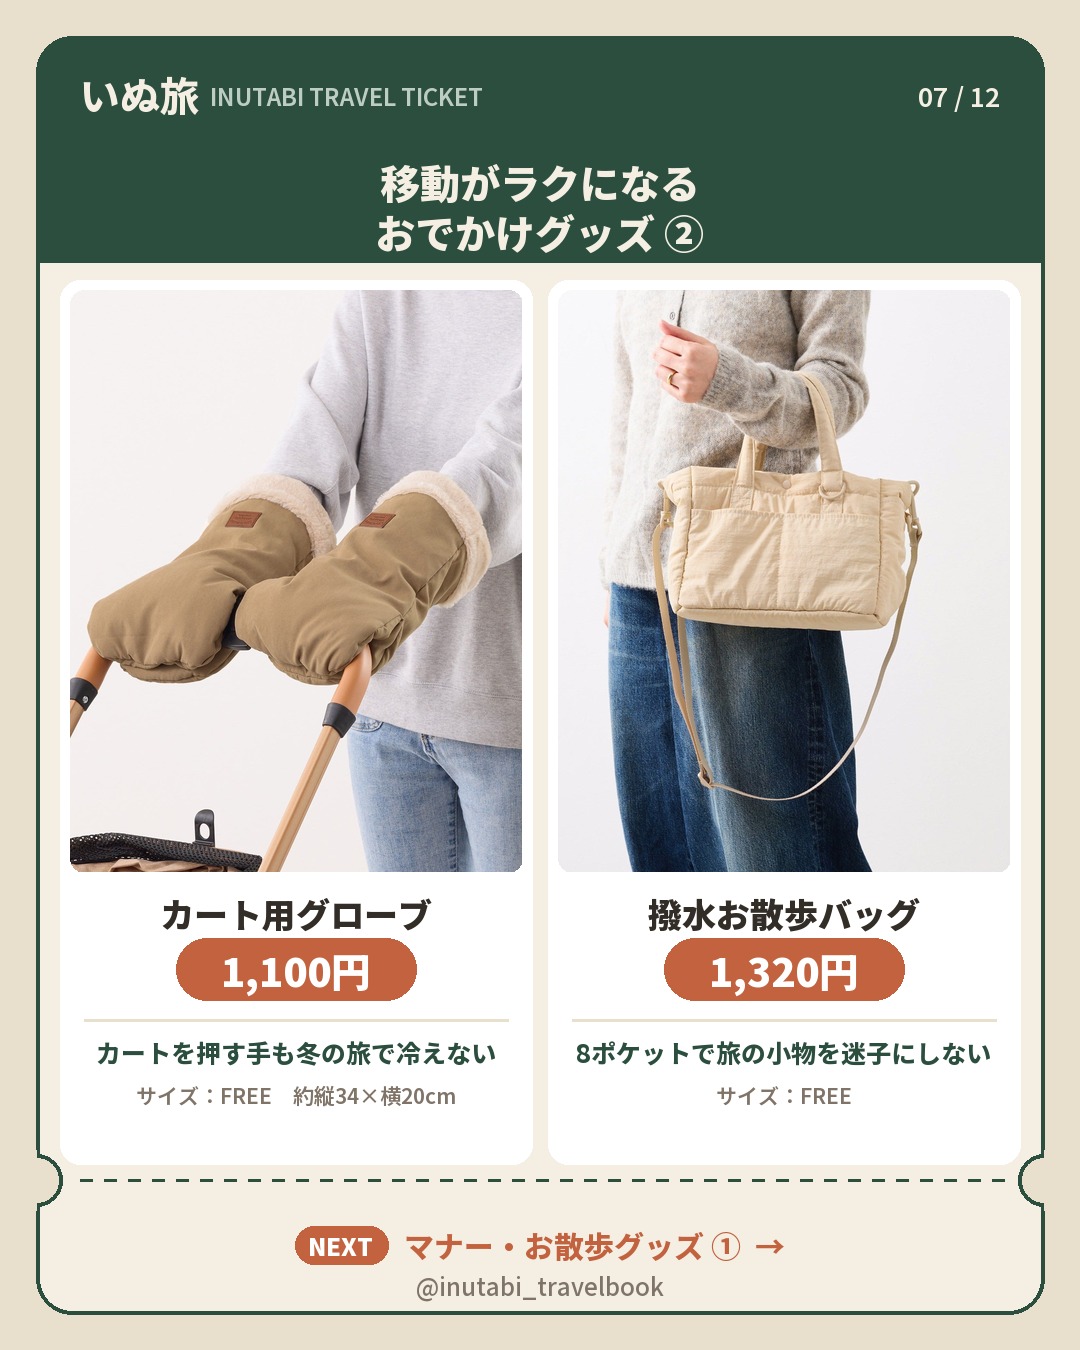 いぬ旅 INUTABI TRAVEL TICKET
07 / 12
移動がラクになる
おでかけグッズ ②
カート用グローブ
1,100円
カートを押す手も冬の旅で冷えない
サイズ：FREE　約縦34×横20cm
撥水お散歩バッグ
1,320円
8ポケットで旅の小物を迷子にしない
サイズ：FREE
NEXT マナー・お散歩グッズ ① →
@inutabi_travelbook